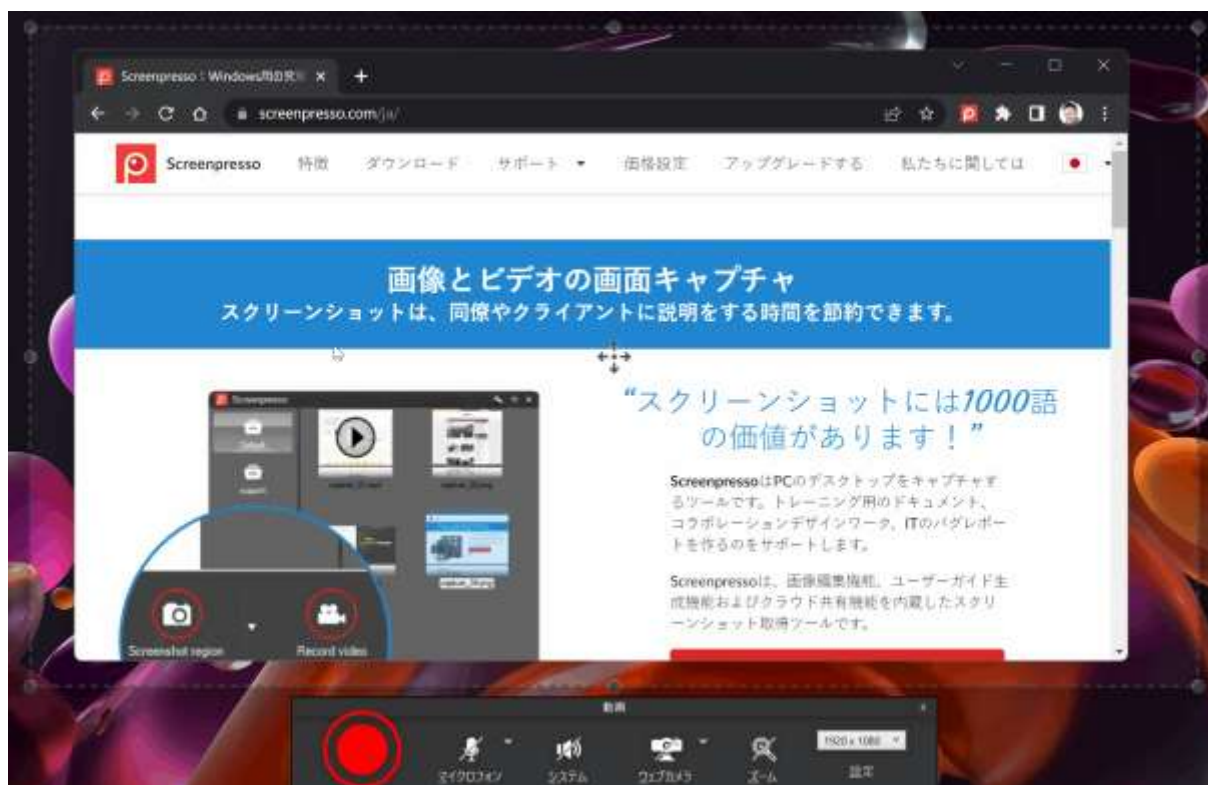 Screenpresso : Windows用の
screenpresso.com/ja/
Screenpresso 特徴 ダウンロード サポート 価格設定 アップグレードする 私たちに関しては
画像とビデオの画面キャプチャ
スクリーンショットは、同僚やクライアントに説明をする時間を節約できます。
“スクリーンショットには1000語
の価値があります！”
Screenpresso
ScreenpressoはPCのデスクトップをキャプチャす
るツールです。トレーニング用のドキュメント、
コラボレーションデザインワーク、ITのバグレポー
トを作るのをサポートします。
Screenpressoは、画像編集機能、ユーザーガイド生
成機能およびクラウド共有機能を内蔵したスクリ
ーンショット取得ツールです。
Screenshot region Record video
動画
1920 x 1080
マイクロフォン システム ウェブカメラ ズーム 設定